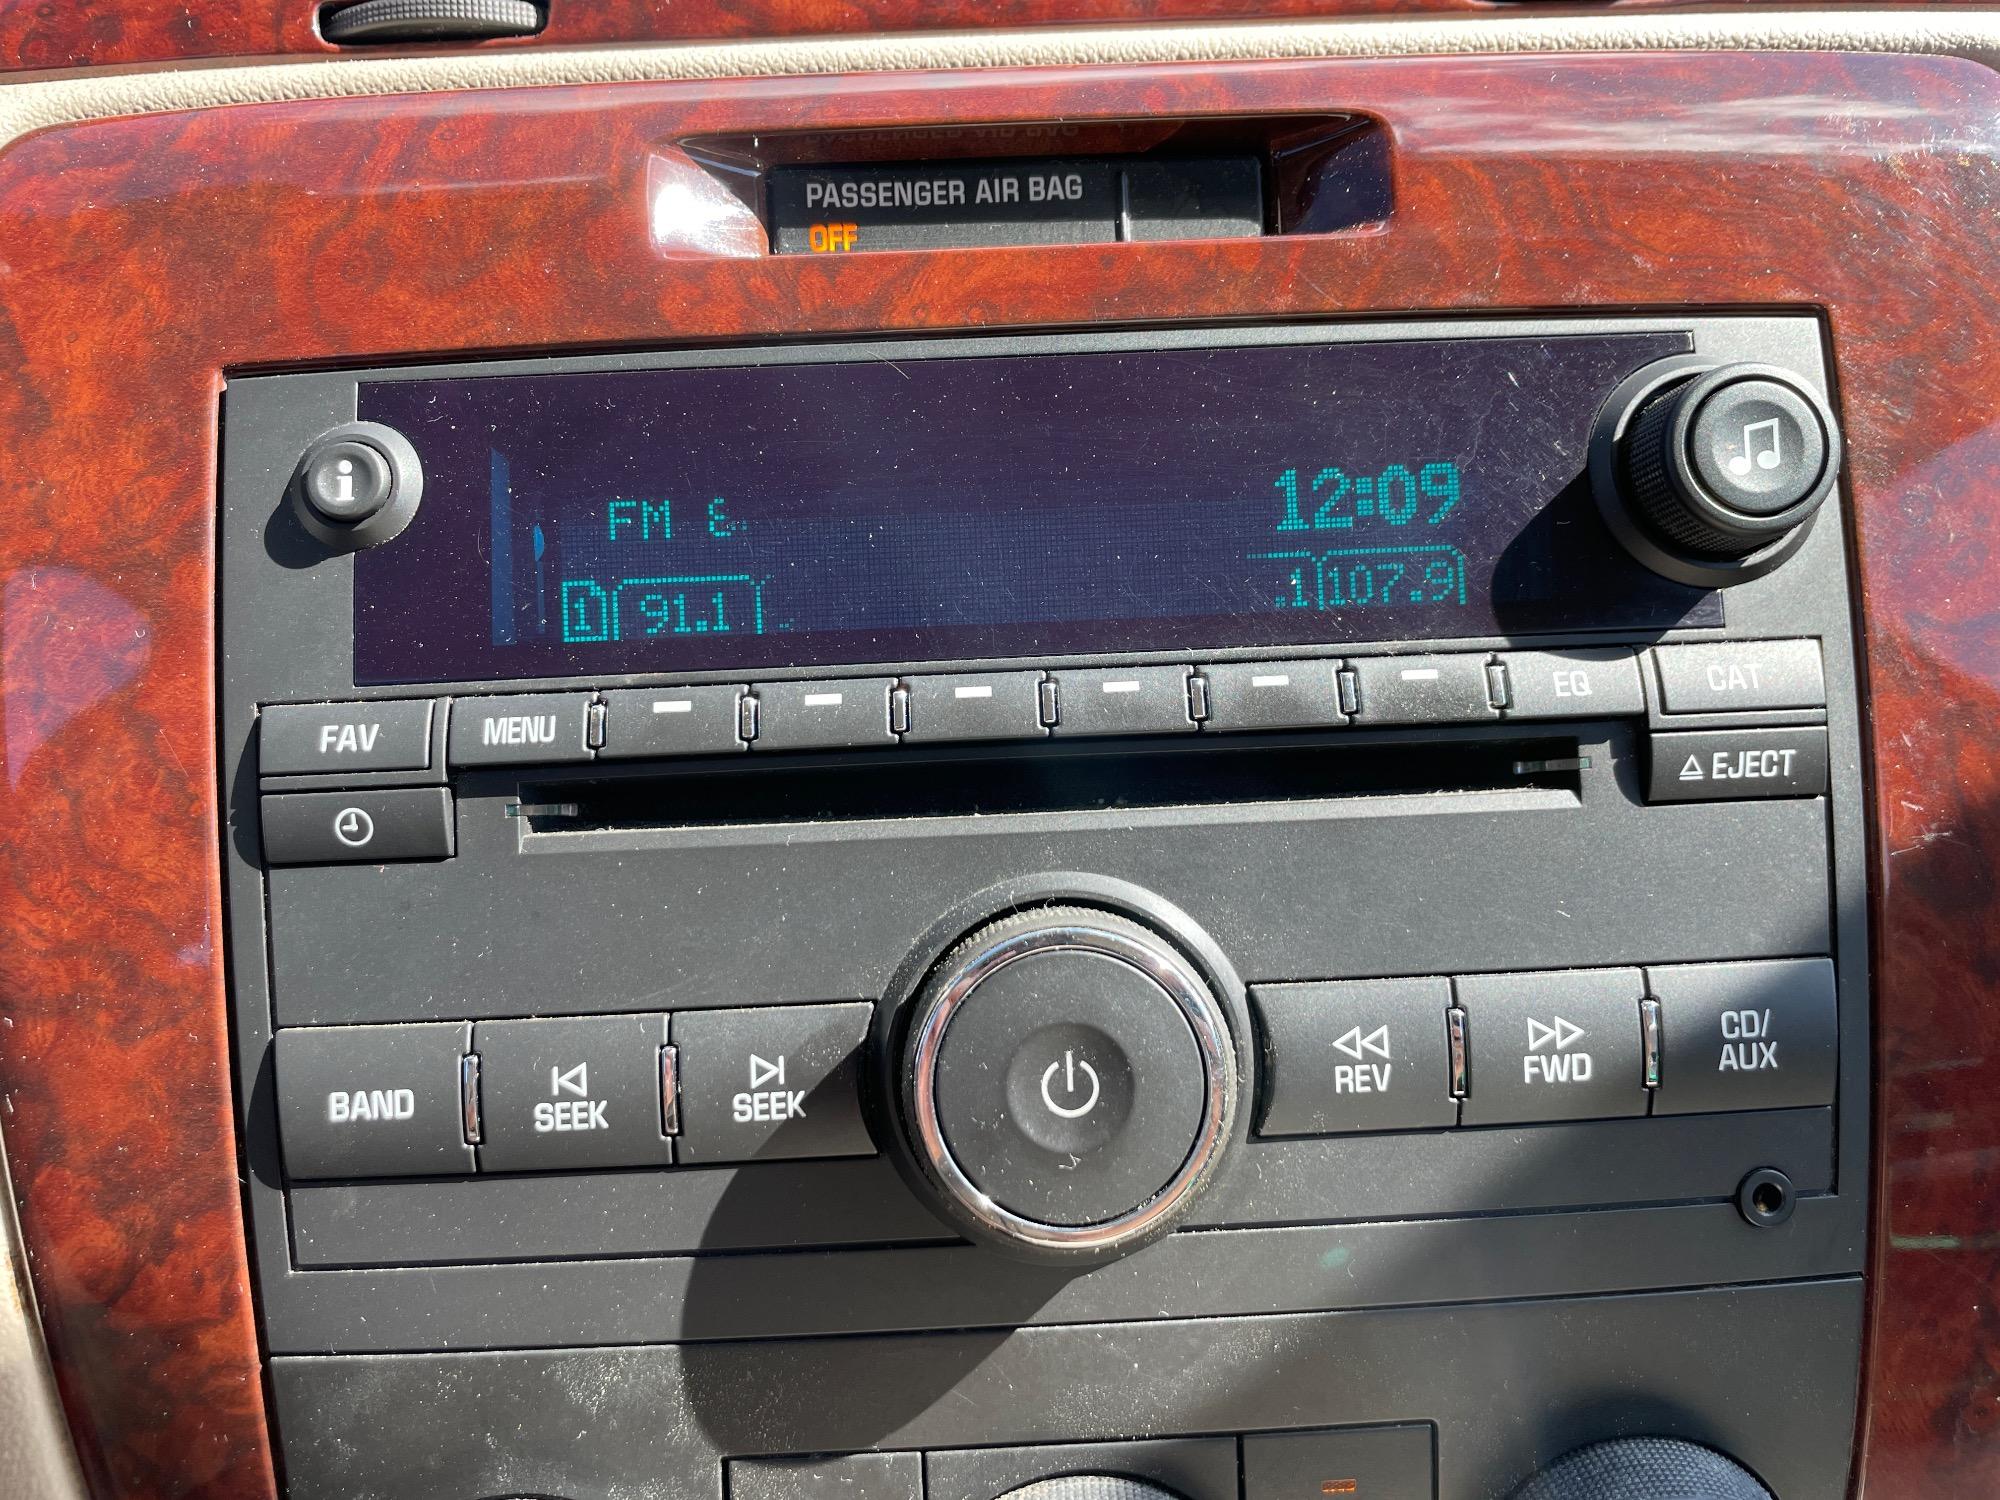 PASSENGER AIR BAG
OFF
i
FM
12:09
1 91.1
.1 107.9
FAV
MENU
EQ
CAT
EJECT
BAND
SEEK
SEEK
REV
FWD
CD/
AUX